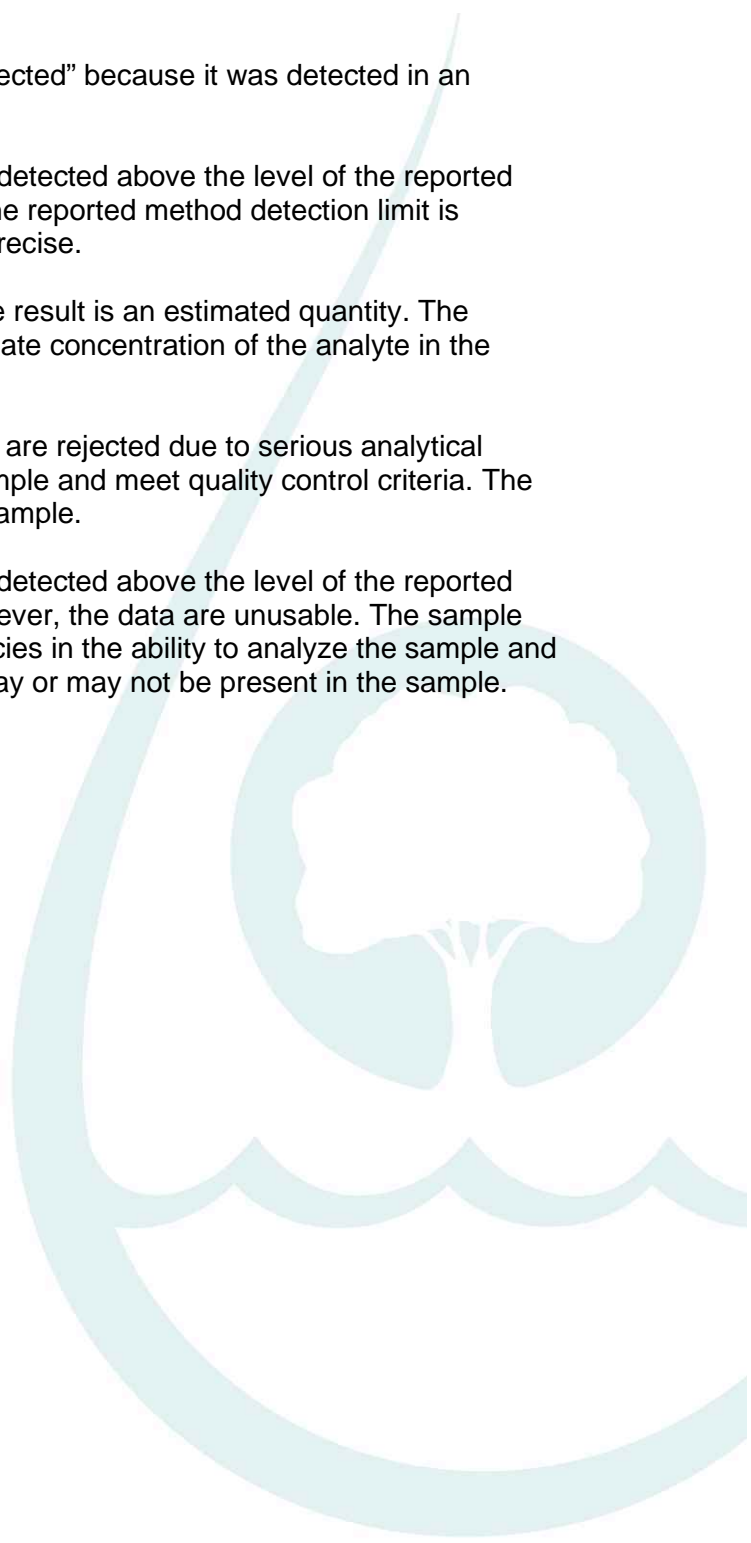 ected” because it was detected in an
detected above the level of the reported
ne reported method detection limit is
recise.
e result is an estimated quantity. The
ate concentration of the analyte in the
are rejected due to serious analytical
mple and meet quality control criteria. The
ample.
detected above the level of the reported
ever, the data are unusable. The sample
cies in the ability to analyze the sample and
ay or may not be present in the sample.